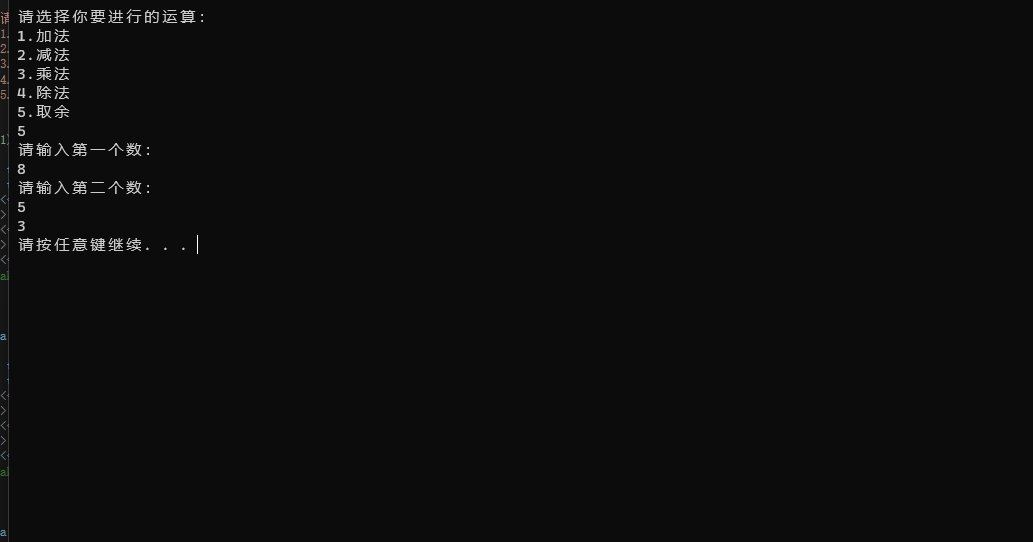 请选择你要进行的运算:
1.加法
2.减法
3.乘法
4.除法
5.取余
5
请输入第一个数:
8
请输入第二个数:
5
3
请按任意键继续. . .